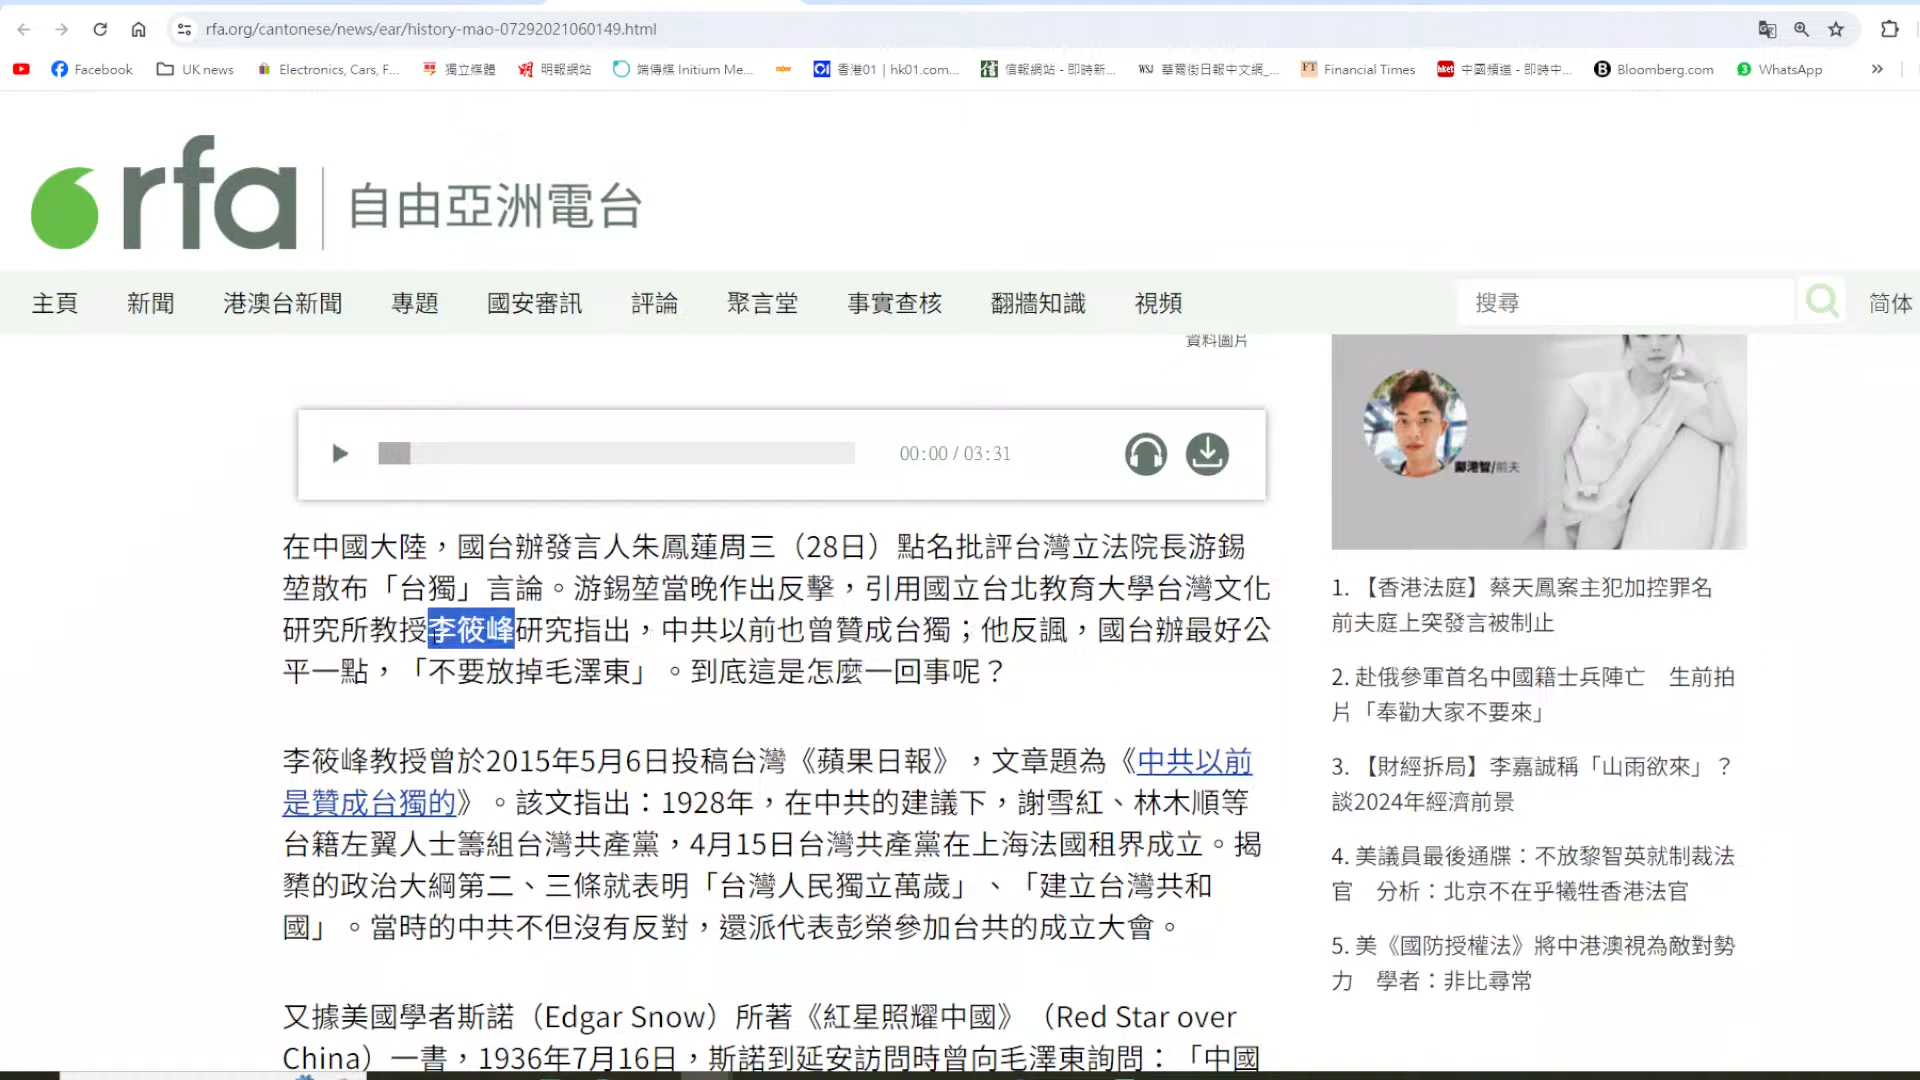 rfa.org/cantonese/news/ear/history-mao-07292021060149.html
Facebook
UK news
Electronics, Cars, F...
獨立媒體
明報網站
端傳媒 Initium Me...
now
香港01 | hk01.com...
信報網站 - 即時新...
WSJ 華爾街日報中文網_...
FT Financial Times
hket 中國頻道 - 即時中...
B Bloomberg.com
3 WhatsApp
rfa 自由亞洲電台
主頁
新聞
港澳台新聞
專題
國安審訊
評論
聚言堂
事實查核
翻牆知識
視頻
搜尋
简体
資料圖片
00:00 / 03:31
在中國大陸，國台辦發言人朱鳳蓮周三（28日）點名批評台灣立法院長游錫
堃散布「台獨」言論。游錫堃當晚作出反擊，引用國立台北教育大學台灣文化
研究所教授李筱峰研究指出，中共以前也曾贊成台獨；他反諷，國台辦最好公
平一點，「不要放掉毛澤東」。到底這是怎麼一回事呢？
李筱峰教授曾於2015年5月6日投稿台灣《蘋果日報》，文章題為《中共以前
是贊成台獨的》。該文指出：1928年，在中共的建議下，謝雪紅、林木順等
台籍左翼人士籌組台灣共產黨，4月15日台灣共產黨在上海法國租界成立。揭
櫫的政治大綱第二、三條就表明「台灣人民獨立萬歲」、「建立台灣共和
國」。當時的中共不但沒有反對，還派代表彭榮參加台共的成立大會。
又據美國學者斯諾（Edgar Snow）所著《紅星照耀中國》（Red Star over
China）一書，1936年7月16日，斯諾到延安訪問時曾向毛澤東詢問：「中國
鄺港智/前夫
1. 【香港法庭】蔡天鳳案主犯加控罪名
前夫庭上突發言被制止
2. 赴俄參軍首名中國籍士兵陣亡　生前拍
片「奉勸大家不要來」
3. 【財經拆局】李嘉誠稱「山雨欲來」？
談2024年經濟前景
4. 美議員最後通牒：不放黎智英就制裁法
官　分析：北京不在乎犧牲香港法官
5. 美《國防授權法》將中港澳視為敵對勢
力　學者：非比尋常